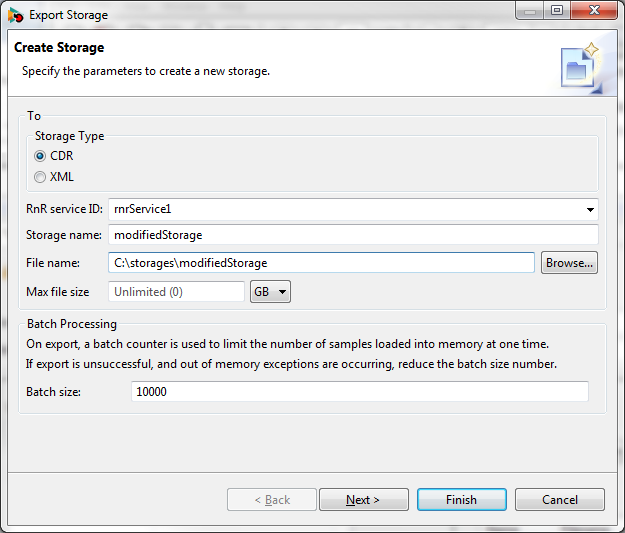 Export Storage
Create Storage
Specify the parameters to create a new storage.
To
Storage Type
CDR
XML
RnR service ID: rnrService1
Storage name: modifiedStorage
File name: C:\storages\modifiedStorage Browse...
Max file size Unlimited (0) GB
Batch Processing
On export, a batch counter is used to limit the number of samples loaded into memory at one time.
If export is unsuccessful, and out of memory exceptions are occurring, reduce the batch size number.
Batch size: 10000
< Back Next > Finish Cancel